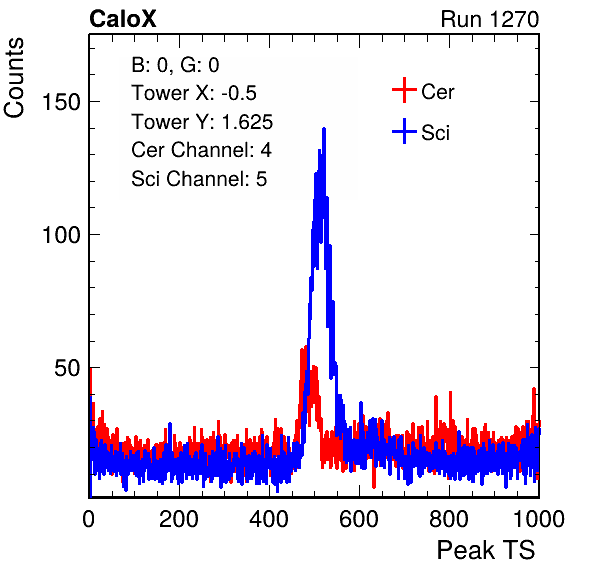 CaloX Run 1270
Counts
B: 0, G: 0
Tower X: -0.5
Tower Y: 1.625
Cer Channel: 4
Sci Channel: 5
Cer
Sci
150
100
50
0 200 400 600 800 1000
Peak TS